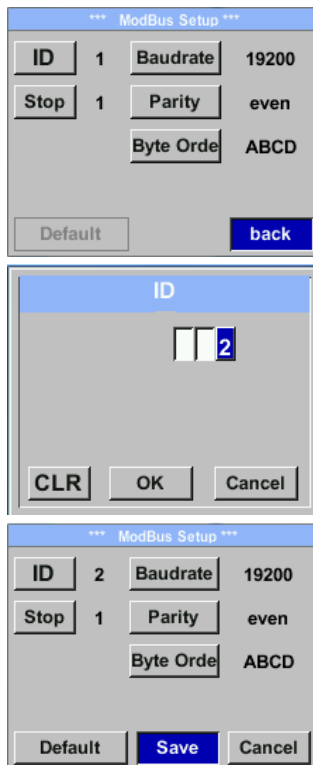 *** ModBus Setup ***
ID 1 Baudrate 19200
Stop 1 Parity even
Byte Orde ABCD
Default back
ID
2
CLR OK Cancel
*** ModBus Setup ***
ID 2 Baudrate 19200
Stop 1 Parity even
Byte Orde ABCD
Default Save Cancel